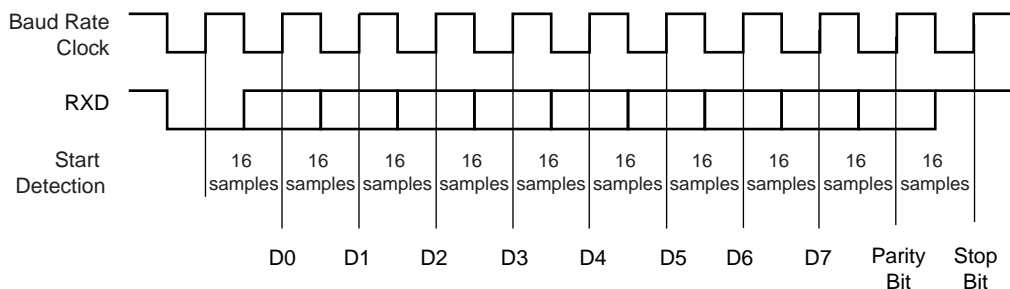 Baud Rate
Clock
RXD
Start
Detection
16 16 16 16 16 16 16 16 16 16
samples samples samples samples samples samples samples samples samples samples
D0 D1 D2 D3 D4 D5 D6 D7 Parity Stop
Bit Bit